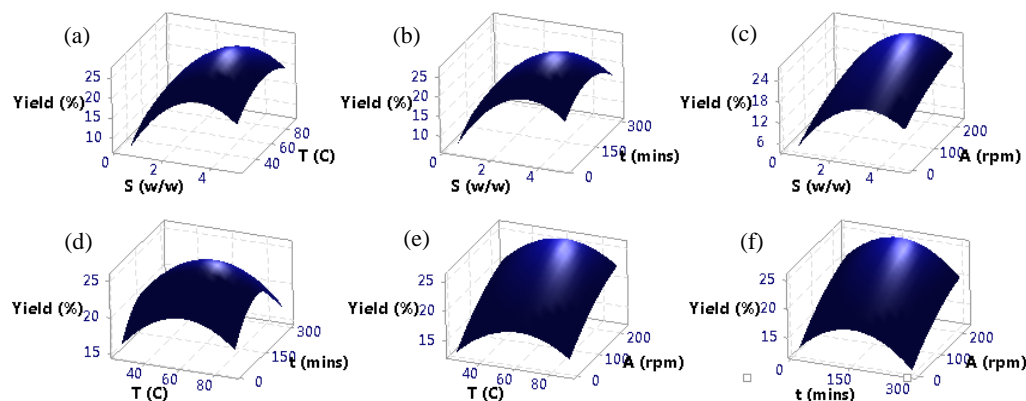 (a)
25
20
15
10
Yield (%)
0
2
4
S (w/w)
40
60
80
T (C)
(b)
25
20
15
10
Yield (%)
0
2
4
S (w/w)
0
150
300
t (mins)
(c)
24
18
12
6
Yield (%)
0
2
4
S (w/w)
0
100
200
A (rpm)
(d)
25
20
15
Yield (%)
40
60
80
T (C)
0
150
300
t (mins)
(e)
25
20
15
Yield (%)
40
60
80
T (C)
0
100
200
A (rpm)
(f)
25
20
15
Yield (%)
0
150
300
t (mins)
0
100
200
A (rpm)